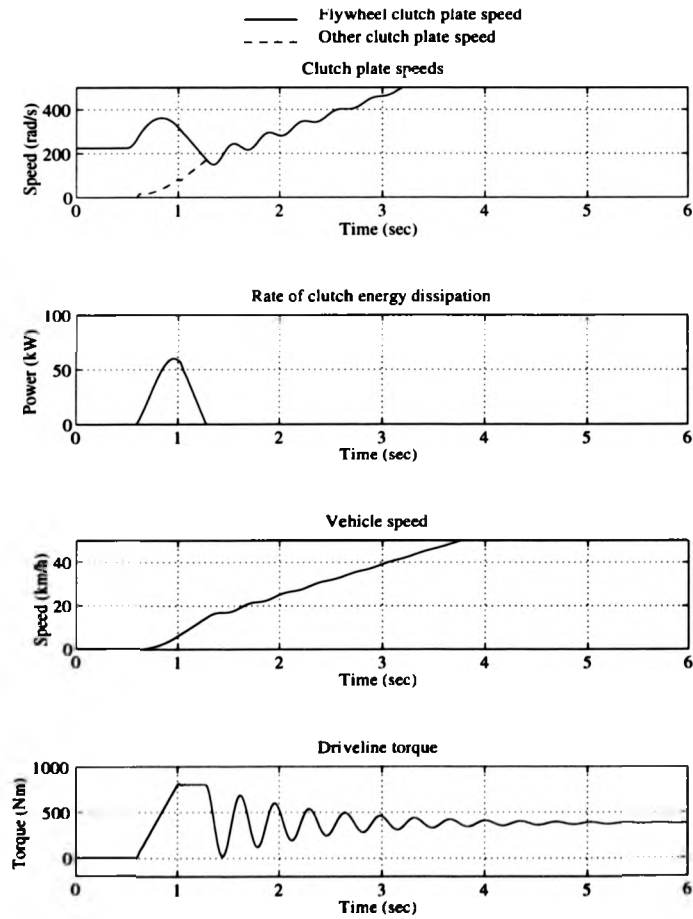 Flywheel clutch plate speed
Other clutch plate speed
Clutch plate speeds
400
200
0
Speed (rad/s)
0 1 2 3 4 5 6
Time (sec)
Rate of clutch energy dissipation
100
50
0
Power (kW)
0 1 2 3 4 5 6
Time (sec)
Vehicle speed
40
20
0
Speed (km/h)
0 1 2 3 4 5 6
Time (sec)
Driveline torque
1000
500
0
Torque (Nm)
0 1 2 3 4 5 6
Time (sec)